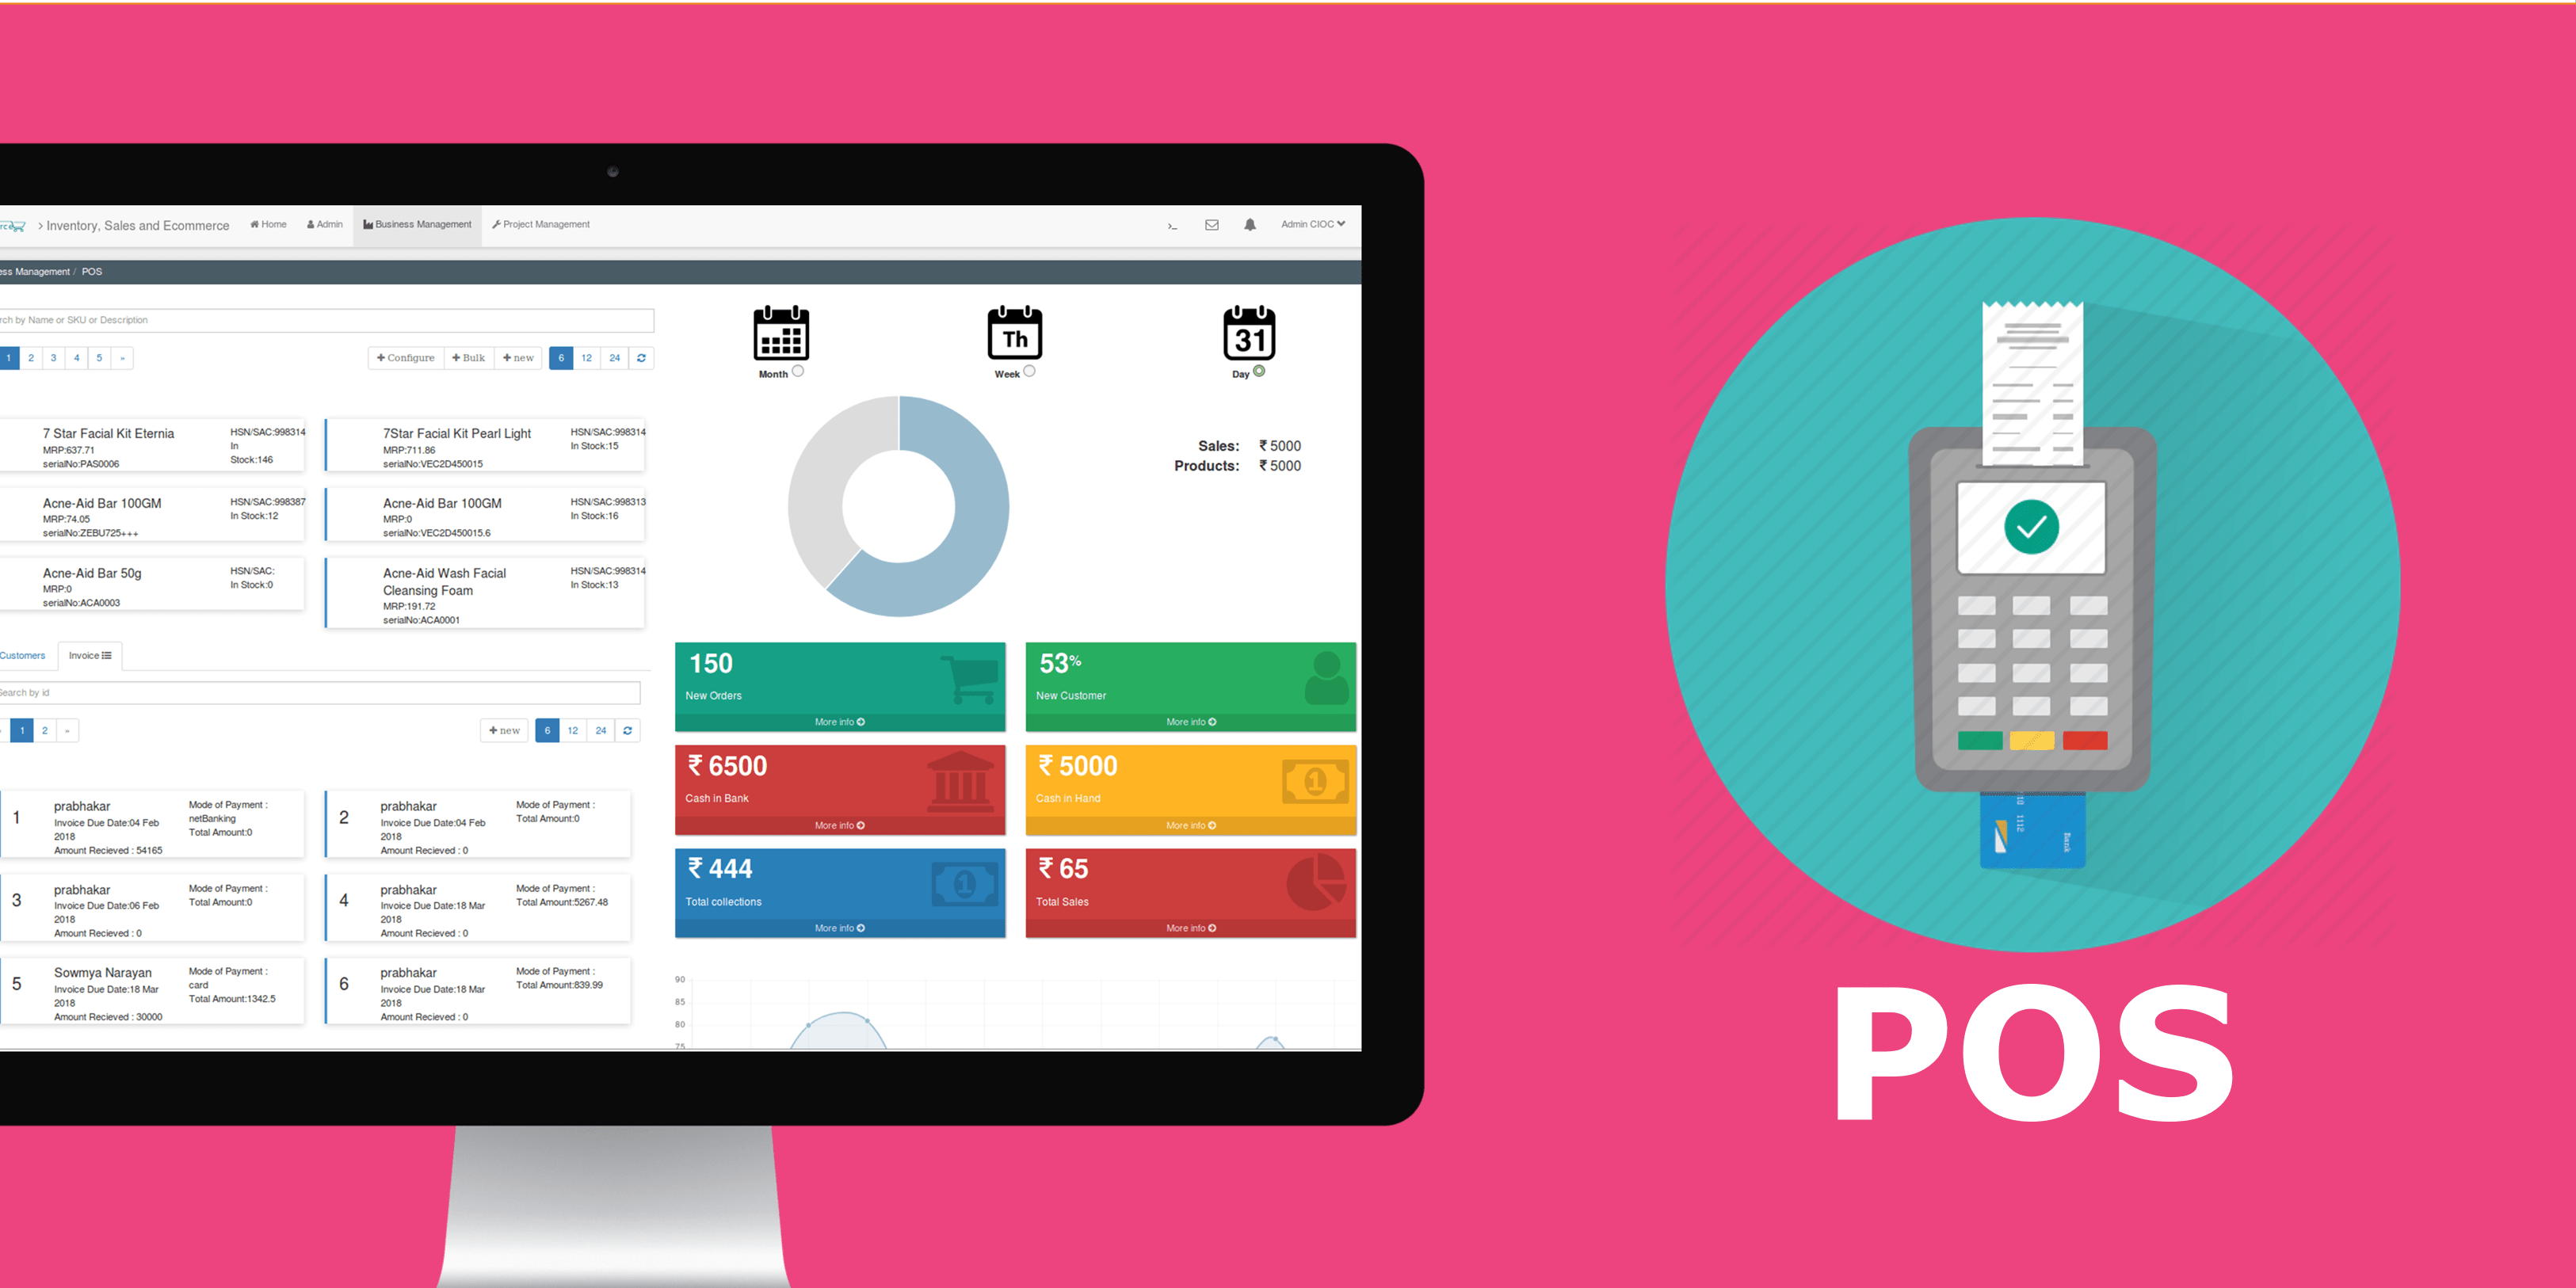 > Inventory, Sales and Ecommerce Home Admin Business Management Project Management >_ Admin CIOC
Management / POS
by Name or SKU or Description
1 2 3 4 5 »
+ Configure + Bulk + new 6 12 24
7 Star Facial Kit Eternia
MRP:637.71
serialNo:PAS0006
HSN/SAC:998314
In
Stock:146
7Star Facial Kit Pearl Light
MRP:711.86
serialNo:VEC2D450015
HSN/SAC:998314
In Stock:15
Acne-Aid Bar 100GM
MRP:74.05
serialNo:ZEBU725+++
HSN/SAC:998387
In Stock:12
Acne-Aid Bar 100GM
MRP:0
serialNo:VEC2D450015.6
HSN/SAC:998313
In Stock:16
Acne-Aid Bar 50g
MRP:0
serialNo:ACA0003
HSN/SAC:
In Stock:0
Acne-Aid Wash Facial
Cleansing Foam
MRP:191.72
serialNo:ACA0001
HSN/SAC:998314
In Stock:13
Customers Invoice
Search by id
1 2 »
+ new 6 12 24
1
prabhakar
Invoice Due Date:04 Feb
2018
Amount Recieved : 54165
Mode of Payment :
netBanking
Total Amount:0
2
prabhakar
Invoice Due Date:04 Feb
2018
Amount Recieved : 0
Mode of Payment :
Total Amount:0
3
prabhakar
Invoice Due Date:06 Feb
2018
Amount Recieved : 0
Mode of Payment :
Total Amount:0
4
prabhakar
Invoice Due Date:18 Mar
2018
Amount Recieved : 0
Mode of Payment :
Total Amount:5267.48
5
Sowmya Narayan
Invoice Due Date:18 Mar
2018
Amount Recieved : 30000
Mode of Payment :
card
Total Amount:1342.5
6
prabhakar
Invoice Due Date:18 Mar
2018
Amount Recieved : 0
Mode of Payment :
Total Amount:839.99
Th
31
Month Week Day
Sales: ₹ 5000
Products: ₹ 5000
150
New Orders
More info
53%
New Customer
More info
₹ 6500
Cash in Bank
More info
₹ 5000
Cash in Hand
1
More info
₹ 444
Total collections
1
More info
₹ 65
Total Sales
More info
90
85
80
75
1112
Bank
POS